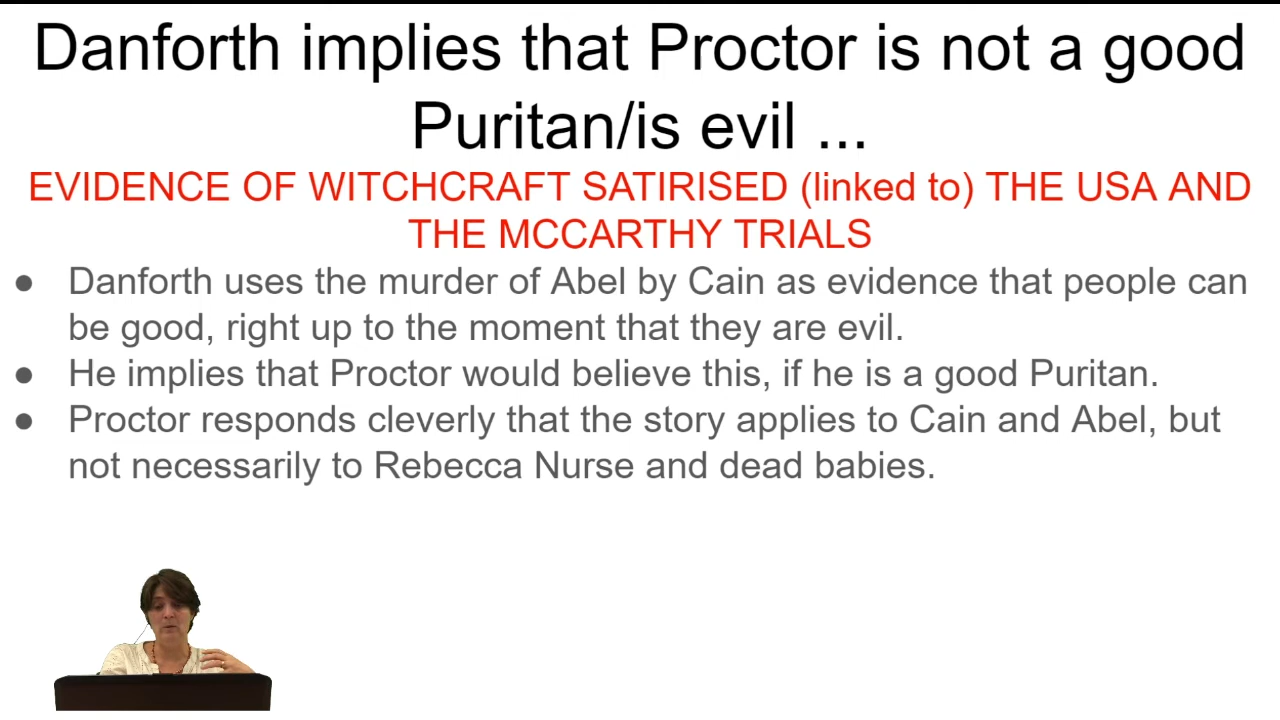 Danforth implies that Proctor is not a good
Puritan/is evil ...
EVIDENCE OF WITCHCRAFT SATIRISED (linked to) THE USA AND
THE MCCARTHY TRIALS
● Danforth uses the murder of Abel by Cain as evidence that people can
be good, right up to the moment that they are evil.
● He implies that Proctor would believe this, if he is a good Puritan.
● Proctor responds cleverly that the story applies to Cain and Abel, but
not necessarily to Rebecca Nurse and dead babies.